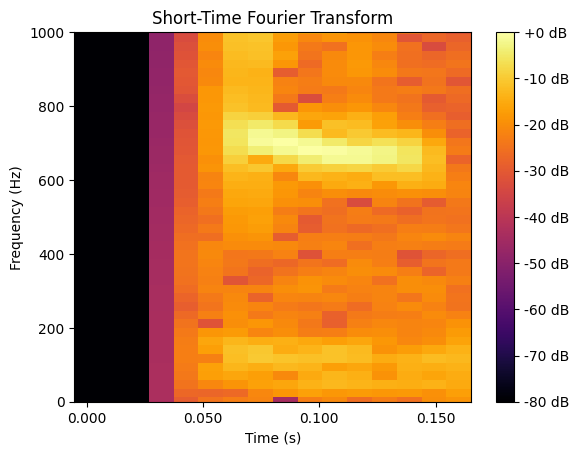 Short-Time Fourier Transform
1000
800
600
400
200
0
Frequency (Hz)
0.000
0.050
0.100
0.150
Time (s)
+0 dB
-10 dB
-20 dB
-30 dB
-40 dB
-50 dB
-60 dB
-70 dB
-80 dB